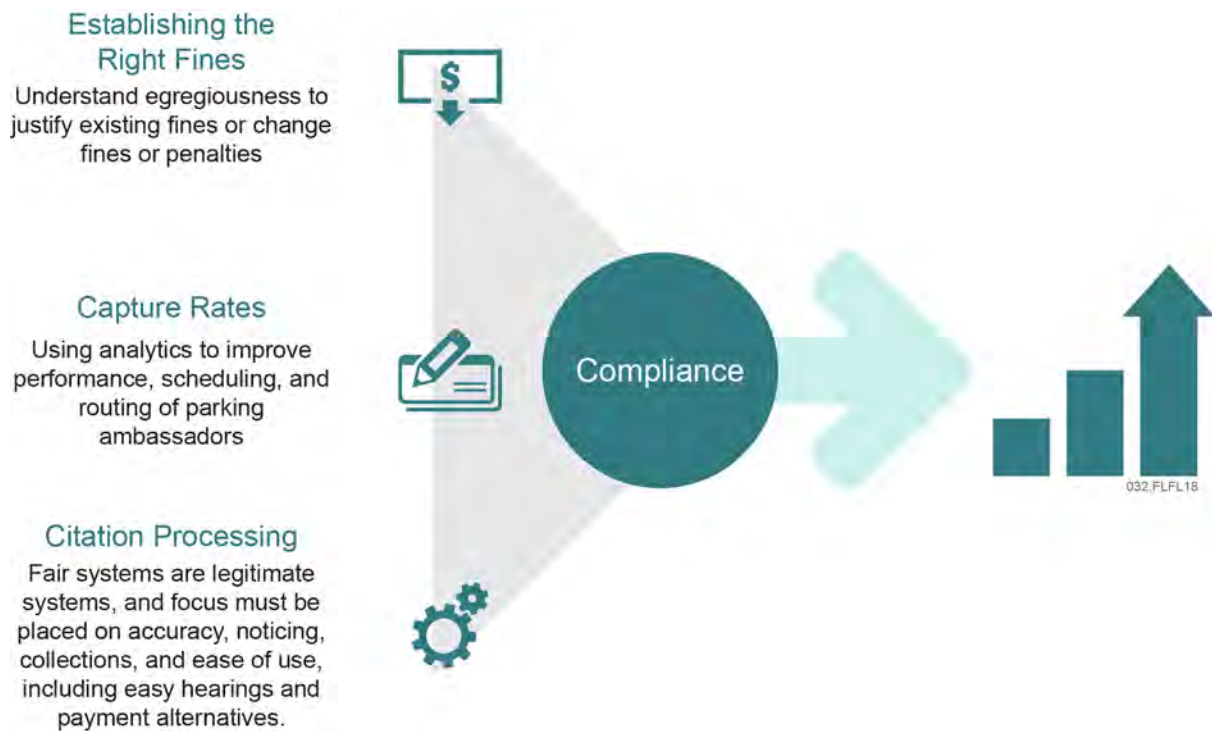 Establishing the
Right Fines
Understand egregiousness to
justify existing fines or change
fines or penalties
$
Capture Rates
Using analytics to improve
performance, scheduling, and
routing of parking
ambassadors
Compliance
032.FLFL18
Citation Processing
Fair systems are legitimate
systems, and focus must be
placed on accuracy, noticing,
collections, and ease of use,
including easy hearings and
payment alternatives.